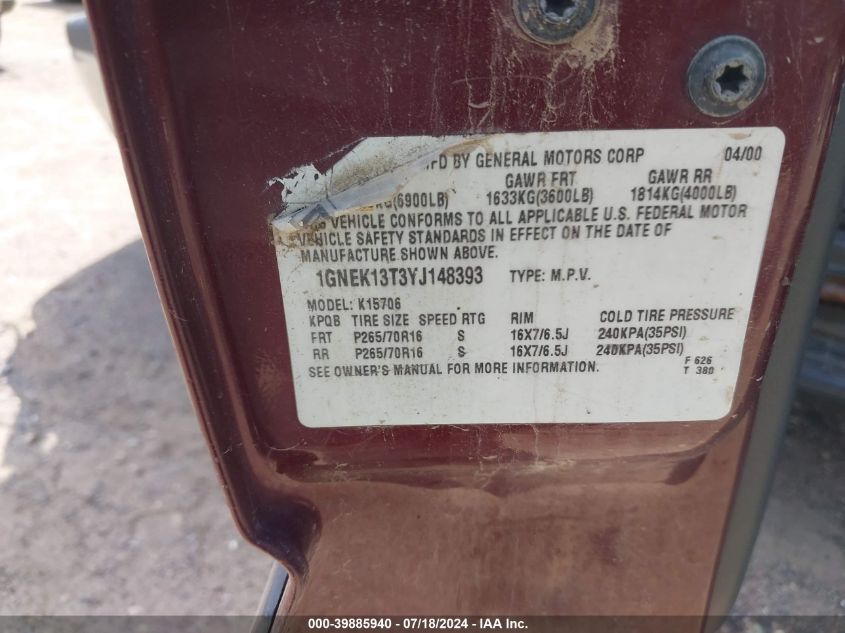 MFD BY GENERAL MOTORS CORP 04/00
GAWR FRT GAWR RR
KG(6900LB) 1633KG(3600LB) 1814KG(4000LB)
VEHICLE CONFORMS TO ALL APPLICABLE U.S. FEDERAL MOTOR
VEHICLE SAFETY STANDARDS IN EFFECT ON THE DATE OF
MANUFACTURE SHOWN ABOVE.
1GNEK13T3YJ148393 TYPE: M.P.V.
MODEL: K15706
KPQB TIRE SIZE SPEED RTG RIM COLD TIRE PRESSURE
FRT P265/70R16 S 16X7/6.5J 240KPA(35PSI)
RR P265/70R16 S 16X7/6.5J 240KPA(35PSI)
SEE OWNER'S MANUAL FOR MORE INFORMATION.
F 626
T 380
000-39885940 - 07/18/2024 - IAA Inc.